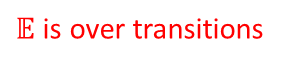 𝔼 is over transitions